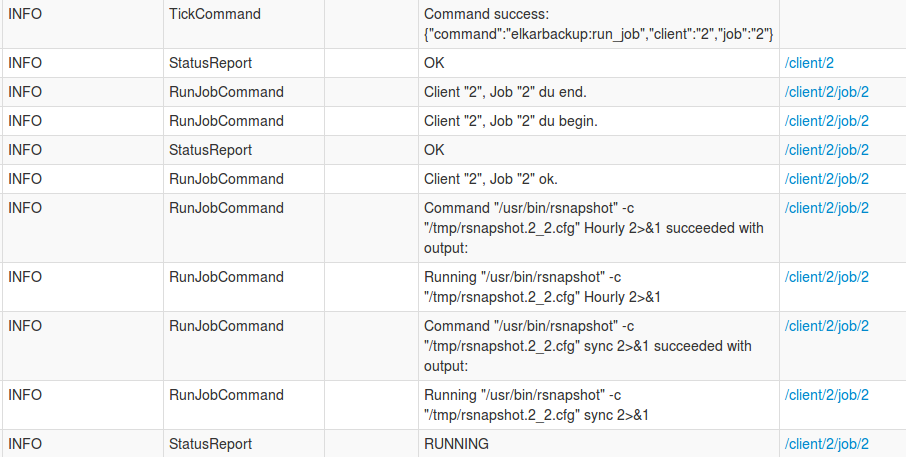 INFO TickCommand Command success:
{"command":"elkarbackup:run_job","client":"2","job":"2"}
INFO StatusReport OK /client/2
INFO RunJobCommand Client "2", Job "2" du end. /client/2/job/2
INFO RunJobCommand Client "2", Job "2" du begin. /client/2/job/2
INFO StatusReport OK /client/2/job/2
INFO RunJobCommand Client "2", Job "2" ok. /client/2/job/2
INFO RunJobCommand Command "/usr/bin/rsnapshot" -c /client/2/job/2
"/tmp/rsnapshot.2_2.cfg" Hourly 2>&1 succeeded with
output:
INFO RunJobCommand Running "/usr/bin/rsnapshot" -c /client/2/job/2
"/tmp/rsnapshot.2_2.cfg" Hourly 2>&1
INFO RunJobCommand Command "/usr/bin/rsnapshot" -c /client/2/job/2
"/tmp/rsnapshot.2_2.cfg" sync 2>&1 succeeded with
output:
INFO RunJobCommand Running "/usr/bin/rsnapshot" -c /client/2/job/2
"/tmp/rsnapshot.2_2.cfg" sync 2>&1
INFO StatusReport RUNNING /client/2/job/2